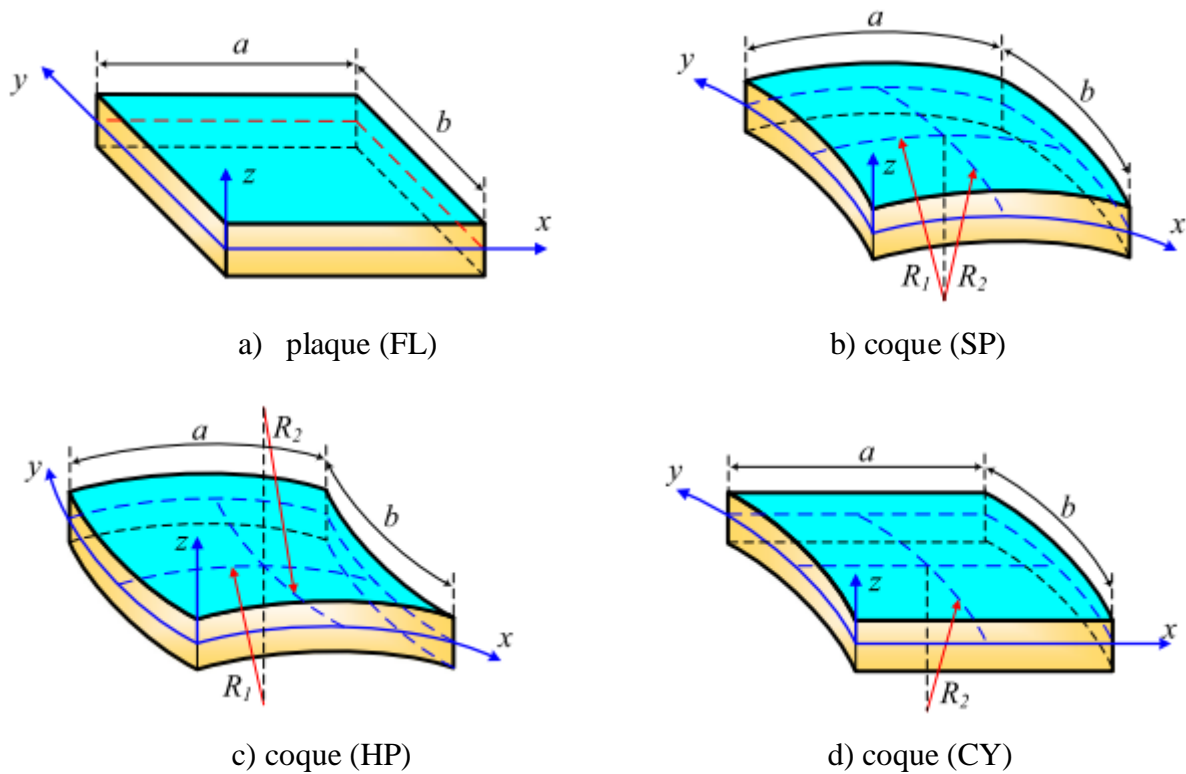 a
y
b
z
x
a) plaque (FL)
a
y
b
z
x
R₁ R₂
b) coque (SP)
a
R₂
y
b
z
x
R₁
c) coque (HP)
a
y
b
z
x
R₂
d) coque (CY)